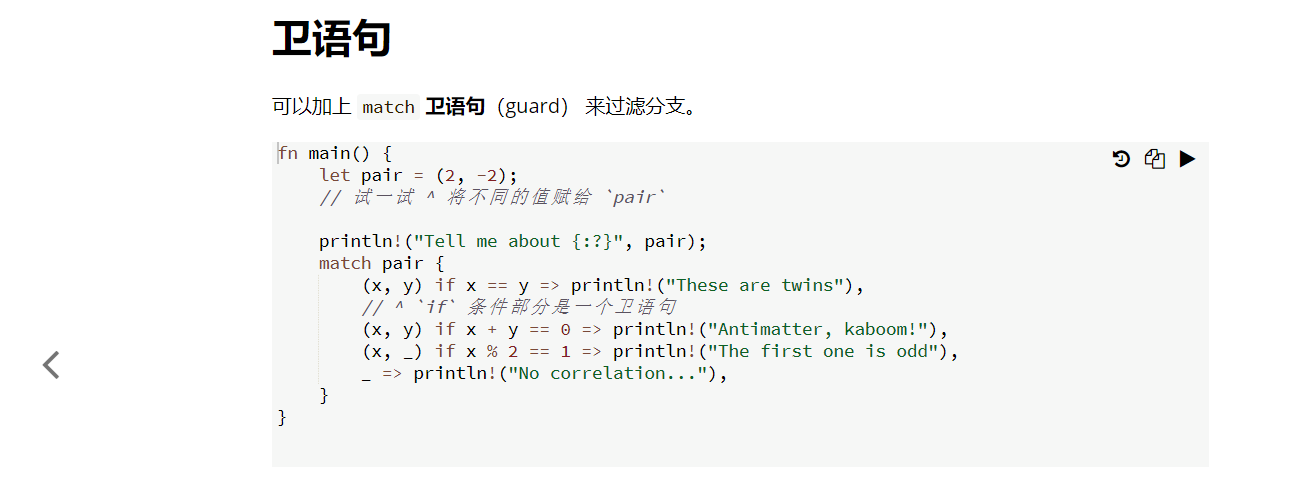 卫语句
可以加上 match 卫语句（guard） 来过滤分支。
fn main() {
    let pair = (2, -2);
    // 试一试 ^ 将不同的值赋给 `pair`

    println!("Tell me about {:?}", pair);
    match pair {
        (x, y) if x == y => println!("These are twins"),
        // ^ `if` 条件部分是一个卫语句
        (x, y) if x + y == 0 => println!("Antimatter, kaboom!"),
        (x, _) if x % 2 == 1 => println!("The first one is odd"),
        _ => println!("No correlation..."),
    }
}